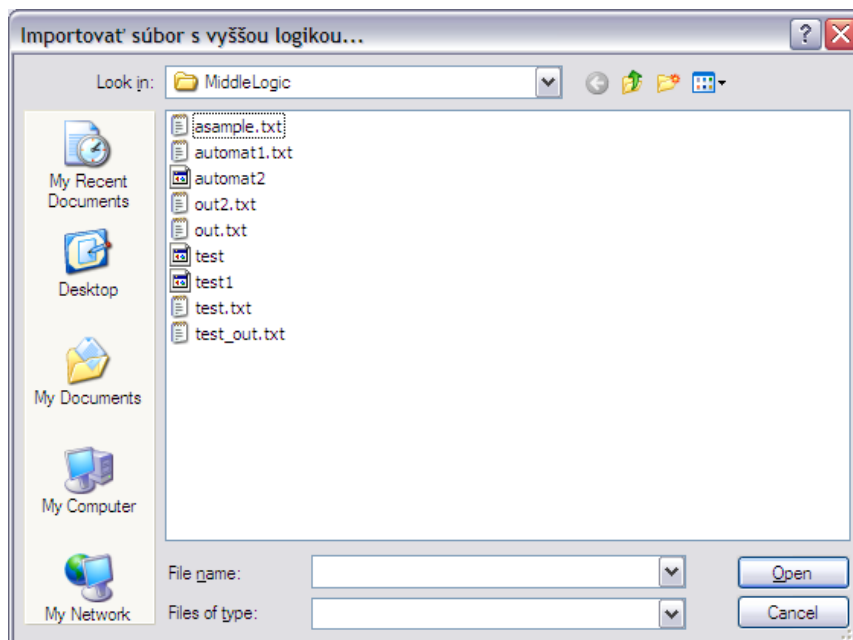 Importovať súbor s vyššou logikou...
Look in: MiddleLogic
My Recent
Documents
Desktop
My Documents
My Computer
My Network
asample.txt
automat1.txt
automat2
out2.txt
out.txt
test
test1
test.txt
test_out.txt
File name:
Open
Files of type:
Cancel